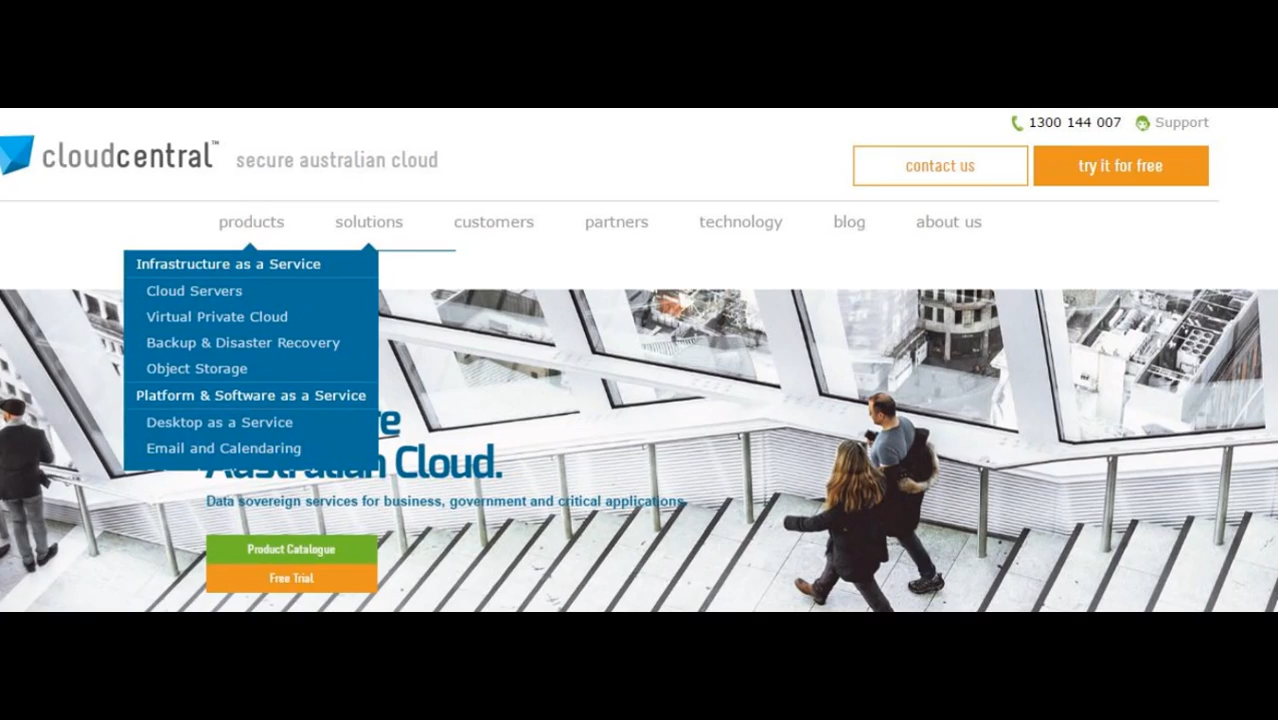 1300 144 007 Support
cloudcentral™ secure australian cloud
contact us try it for free
products solutions customers partners technology blog about us
Infrastructure as a Service
Cloud Servers
Virtual Private Cloud
Backup & Disaster Recovery
Object Storage
Platform & Software as a Service
Desktop as a Service
Email and Calendaring
Australian Cloud.
Data sovereign services for business, government and critical applications.
Product Catalogue
Free Trial